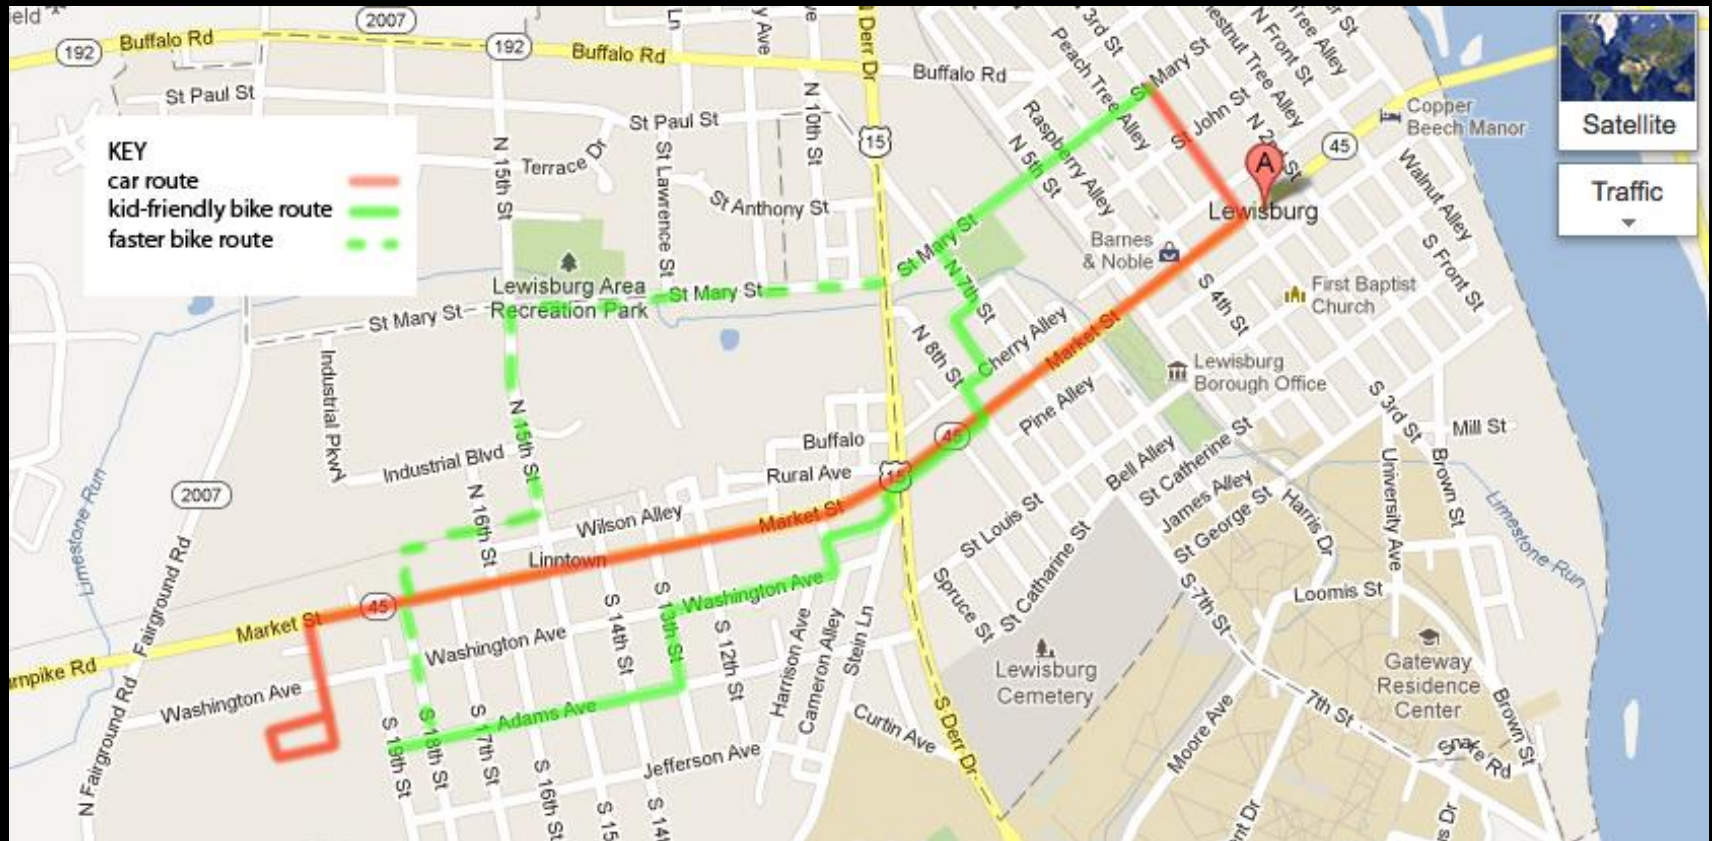 KEY
car route
kid-friendly bike route
faster bike route
Satellite
Traffic
A
Lewisburg
eld
2007
192
Buffalo Rd
192
Buffalo Rd
Buffalo Rd
Ln
y Ave
ve
N Derr Dr
3rd St
Peach Tree Alley
St Mary St
N Front St
Tree Alley
St Paul St
St Paul St
N 10th St
15
Raspberry Alley
N 5th St
St John St
45
Copper
Beech Manor
Walnut Alley
N 15th St
Terrace Dr
St Lawrence St
St Anthony St
S Front St
Barnes
& Noble
First Baptist
Church
Lewisburg Area
Recreation Park
St Mary St
St Mary St
St Mary St
N 7th St
S 4th St
Cherry Alley
Market St
N 8th St
Pine Alley
Lewisburg
Borough Office
S 3rd St
Mill St
Brown St
University Ave
Industrial Pkwy
Industrial Blvd
N 15th St
N 16th St
Buffalo
Rural Ave
15
45
Market St
Wilson Alley
Linntown
2007
Limestone Run
N Fairground Rd
Bell Alley
St Catherine St
James Alley
St George St
Harris Dr
Limestone Run
St Louis St
St Catharine St
Spruce St
S 7th St
Loomis St
Market St
45
rnpike Rd
Washington Ave
Washington Ave
Washington Ave
S 14th St
S 13th St
S 12th St
Harrison Ave
Cameron Alley
Stein Ln
Lewisburg
Cemetery
Gateway
Residence
Center
Adams Ave
S 19th St
S 18th St
S 17th St
S 16th St
S 15
S 14t
Jefferson Ave
Curtin Ave
S Derr Dr
Moore Ave
7th St
Snake Rd
Brown St
N Fairground Rd